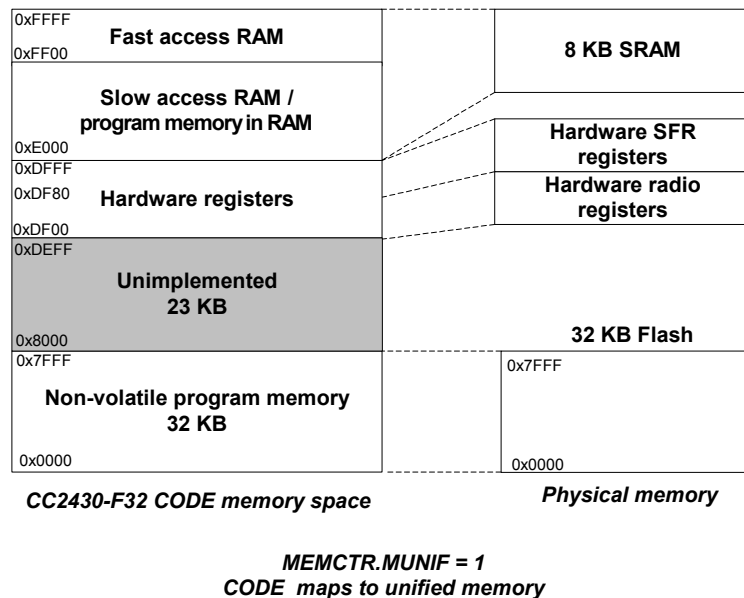 0xFFFF
Fast access RAM
0xFF00
8 KB SRAM
Slow access RAM /
program memory in RAM
0xE000
Hardware SFR
registers
0xDFFF
0xDF80
Hardware registers
0xDF00
Hardware radio
registers
0xDEFF
Unimplemented
23 KB
0x8000
32 KB Flash
0x7FFF
Non-volatile program memory
32 KB
0x0000
0x7FFF
0x0000
CC2430-F32 CODE memory space
Physical memory
MEMCTR.MUNIF = 1
CODE maps to unified memory